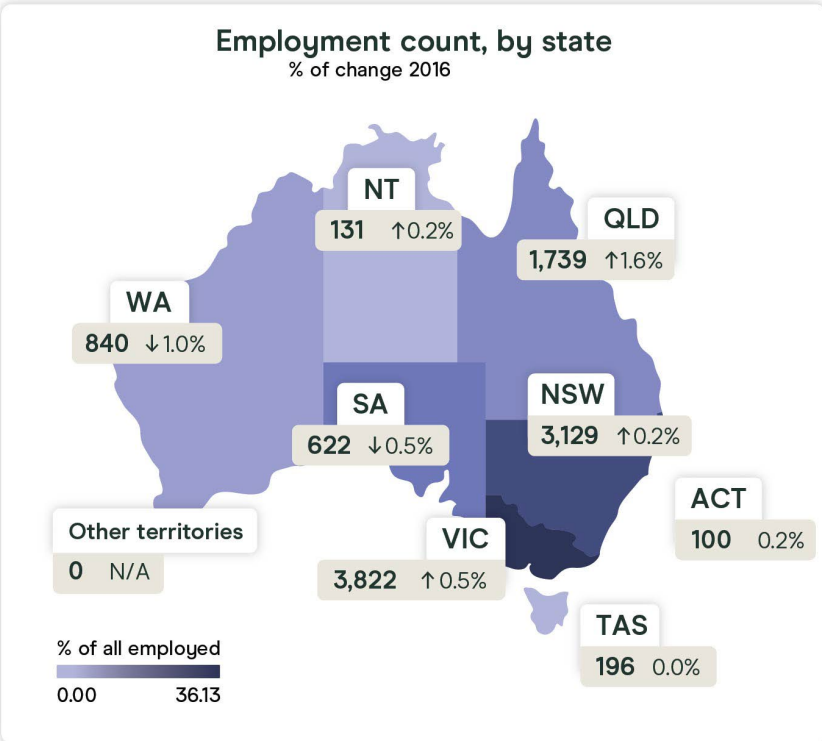 Employment count, by state
% of change 2016
NT
131 ↑0.2%
QLD
1,739 ↑1.6%
WA
840 ↓1.0%
SA
622 ↓0.5%
NSW
3,129 ↑0.2%
ACT
100 0.2%
Other territories
0 N/A
VIC
3,822 ↑0.5%
TAS
196 0.0%
% of all employed
0.00 36.13